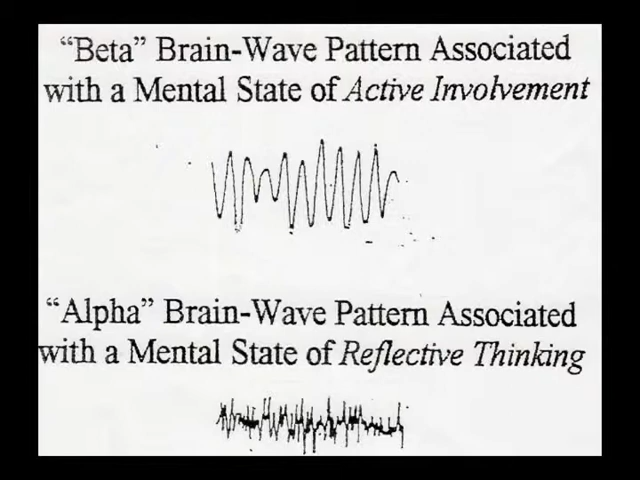 “Beta” Brain-Wave Pattern Associated
with a Mental State of Active Involvement
“Alpha” Brain-Wave Pattern Associated
with a Mental State of Reflective Thinking